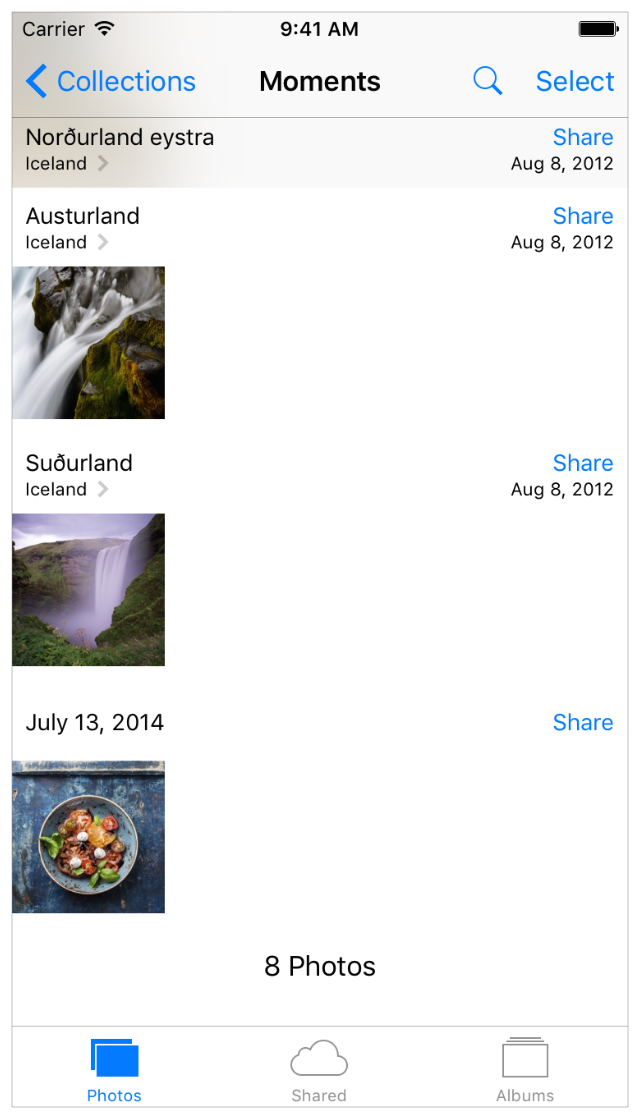 Carrier 9:41 AM
Collections Moments Select
Norðurland eystra Share
Iceland Aug 8, 2012
Austurland Share
Iceland Aug 8, 2012
Suðurland Share
Iceland Aug 8, 2012
July 13, 2014 Share
8 Photos
Photos Shared Albums